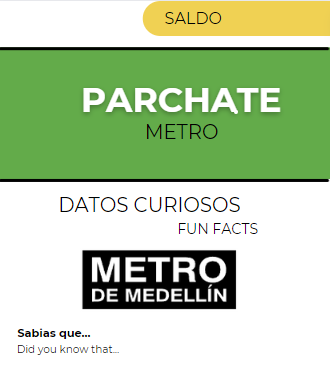 SALDO
PARCHATE
METRO
DATOS CURIOSOS
FUN FACTS
METRO
DE MEDELLÍN
Sabias que...
Did you know that...